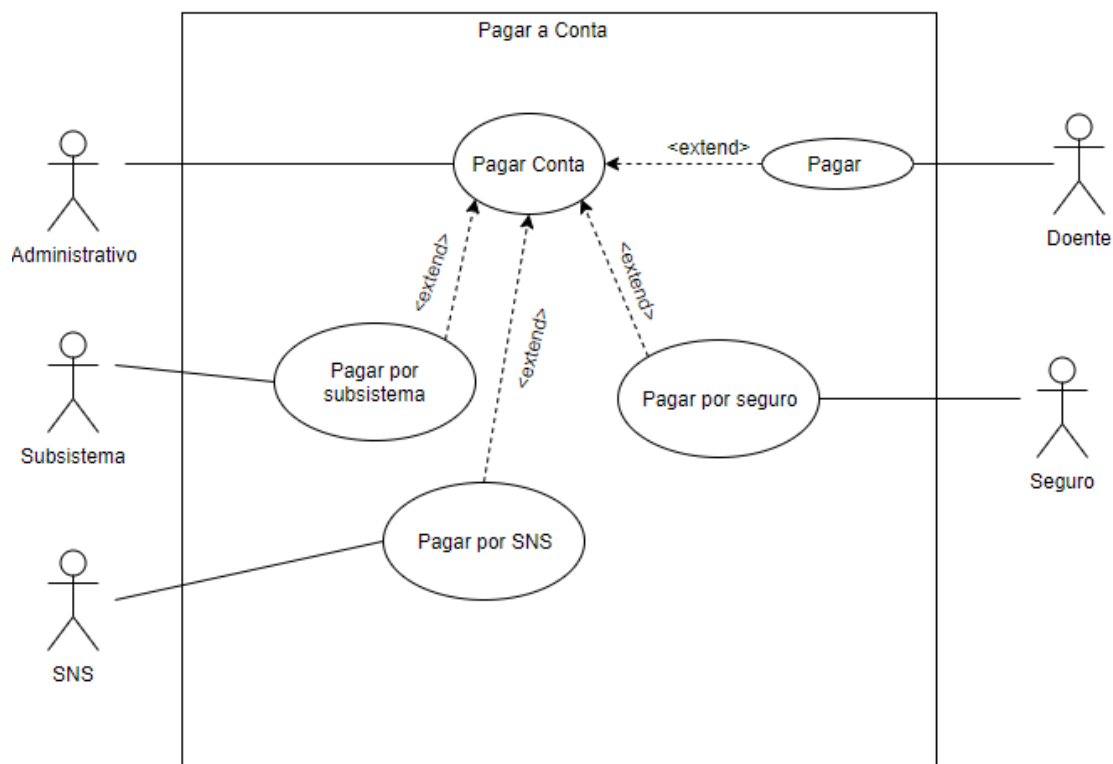 Pagar a Conta
<extend>
Pagar Conta
Pagar
Administrativo
Doente
<extend>
<extend>
<extend>
Pagar por
subsistema
Pagar por seguro
Subsistema
Seguro
Pagar por SNS
SNS